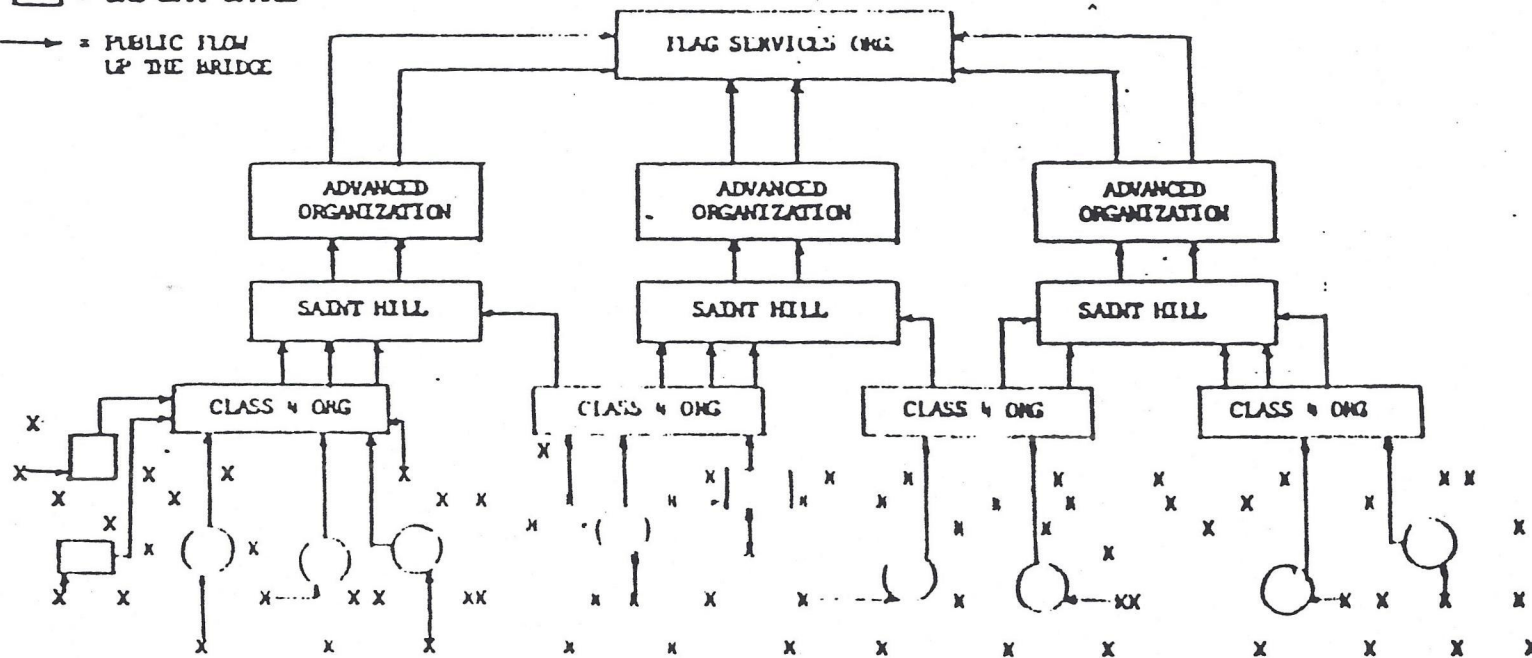 = PUBLIC FLOW
UP THE BRIDGE
FLAG SERVICES ORG
ADVANCED
ORGANIZATION
ADVANCED
ORGANIZATION
ADVANCED
ORGANIZATION
SAINT HILL
SAINT HILL
SAINT HILL
CLASS 4 ORG
CLASS 4 ORG
CLASS 4 ORG
CLASS 4 ORG